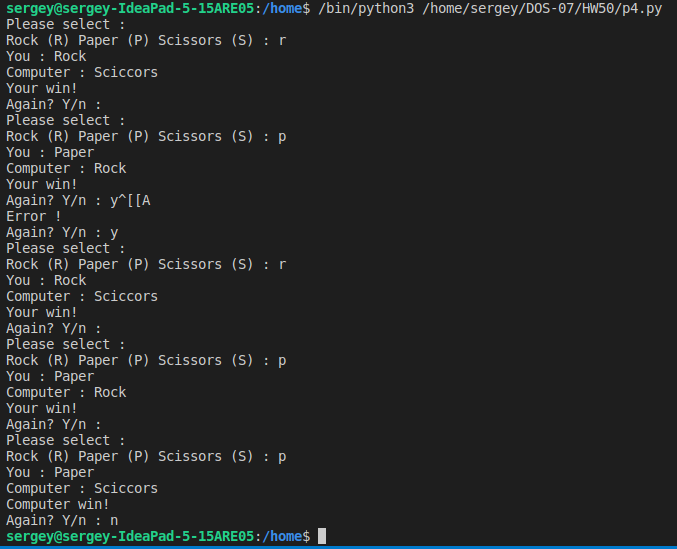 sergey@sergey-IdeaPad-5-15ARE05:/home$ /bin/python3 /home/sergey/DOS-07/HW50/p4.py
Please select :
Rock (R) Paper (P) Scissors (S) : r
You : Rock
Computer : Sciccors
Your win!
Again? Y/n :
Please select :
Rock (R) Paper (P) Scissors (S) : p
You : Paper
Computer : Rock
Your win!
Again? Y/n : y^[[A
Error !
Again? Y/n : y
Please select :
Rock (R) Paper (P) Scissors (S) : r
You : Rock
Computer : Sciccors
Your win!
Again? Y/n :
Please select :
Rock (R) Paper (P) Scissors (S) : p
You : Paper
Computer : Rock
Your win!
Again? Y/n :
Please select :
Rock (R) Paper (P) Scissors (S) : p
You : Paper
Computer : Sciccors
Computer win!
Again? Y/n : n
sergey@sergey-IdeaPad-5-15ARE05:/home$